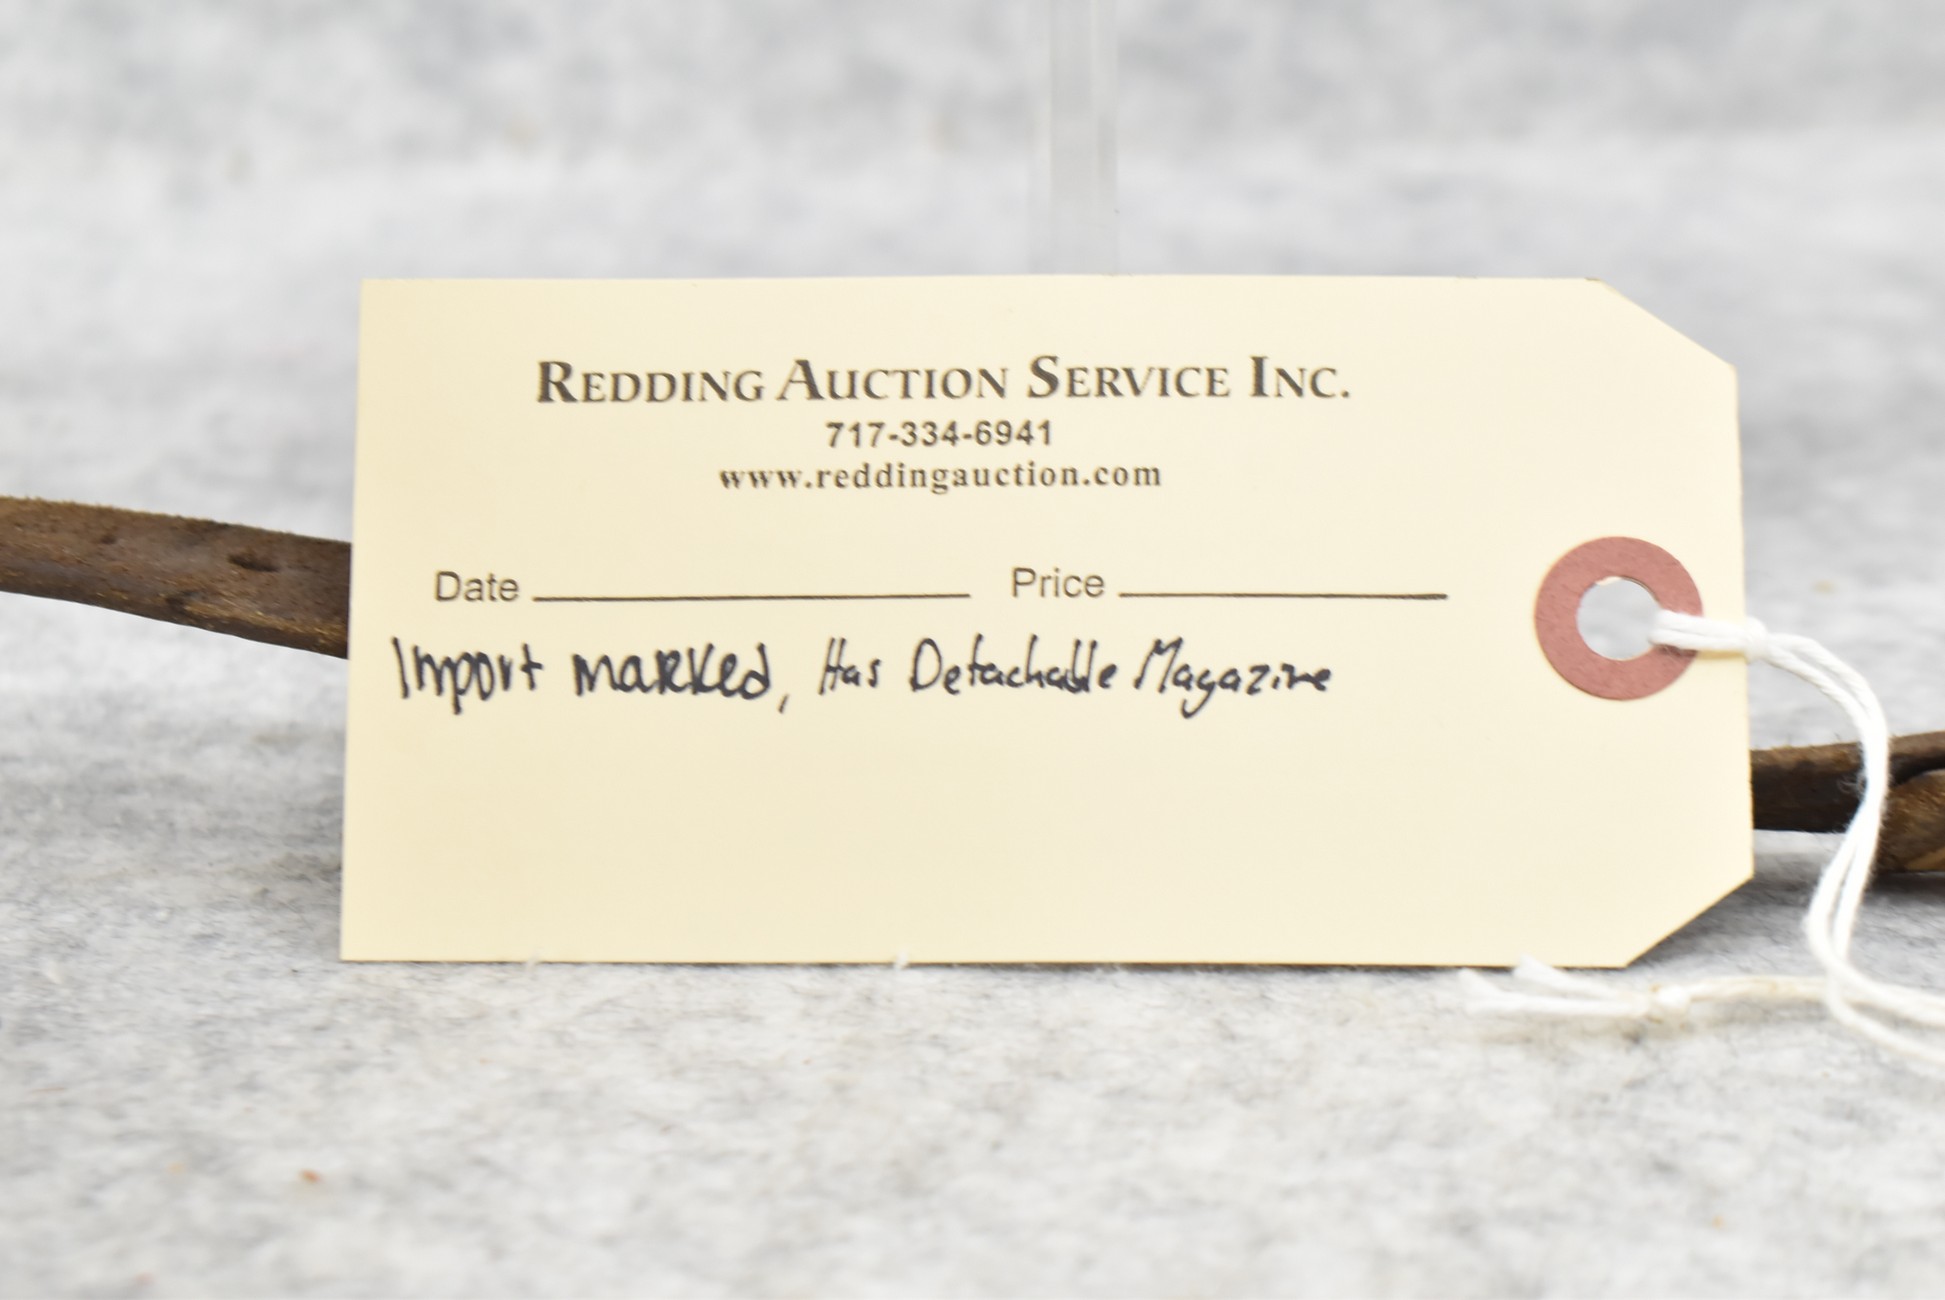 REDDING AUCTION SERVICE INC.
717-334-6941
www.reddingauction.com
Date Price
Import marked, Has Detachable Magazine